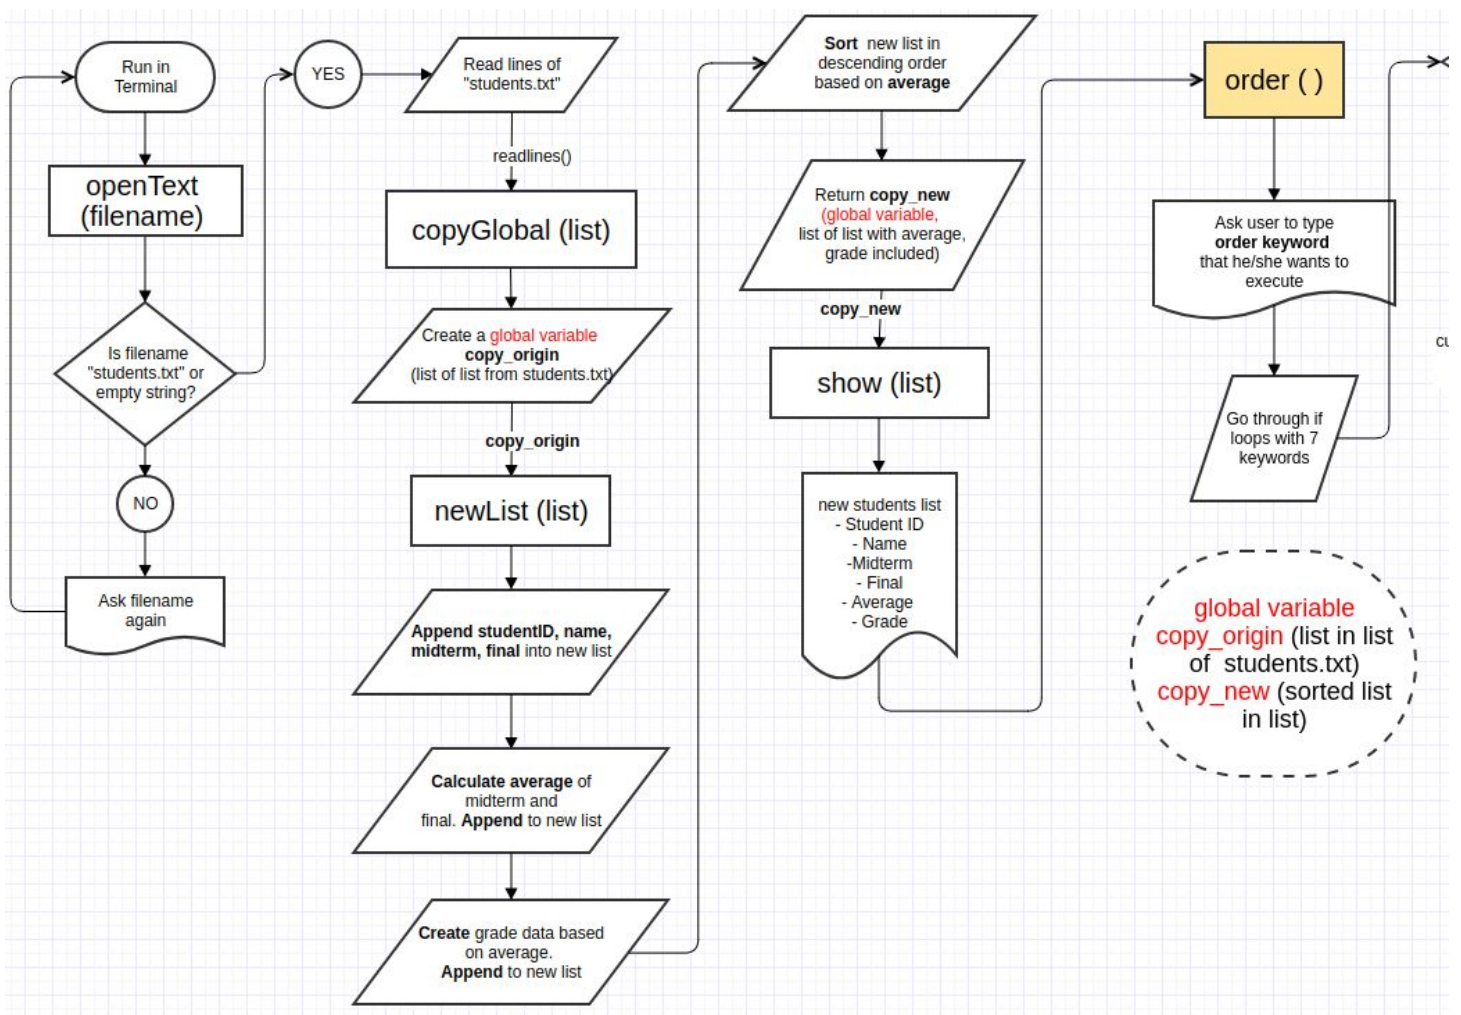 Run in
Terminal
openText
(filename)
Is filename
"students.txt" or
empty string?
NO
Ask filename
again
YES
Read lines of
"students.txt"
readlines()
copyGlobal (list)
Create a global variable
copy_origin
(list of list from students.txt)
copy_origin
newList (list)
Append studentID, name,
midterm, final into new list
Calculate average of
midterm and
final. Append to new list
Create grade data based
on average.
Append to new list
Sort new list in
descending order
based on average
Return copy_new
(global variable,
list of list with average,
grade included)
copy_new
show (list)
new students list
- Student ID
- Name
-Midterm
- Final
- Average
- Grade
order ( )
Ask user to type
order keyword
that he/she wants to
execute
Go through if
loops with 7
keywords
global variable
copy_origin (list in list
of students.txt)
copy_new (sorted list
in list)